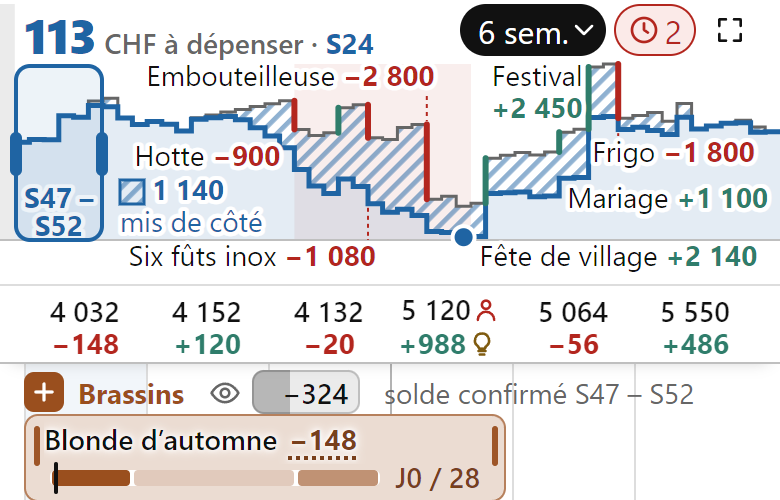 113 CHF à dépenser · S24
6 sem.
2
Embouteilleuse −2 800
Festival
+2 450
Hotte −900
Frigo −1 800
S47 –
S52
1 140
mis de côté
Mariage +1 100
Six fûts inox −1 080
Fête de village +2 140
4 032 4 152 4 132 5 120 5 064 5 550
−148 +120 −20 +988 −56 +486
+ Brassins −324 solde confirmé S47 – S52
Blonde d’automne −148
J0 / 28